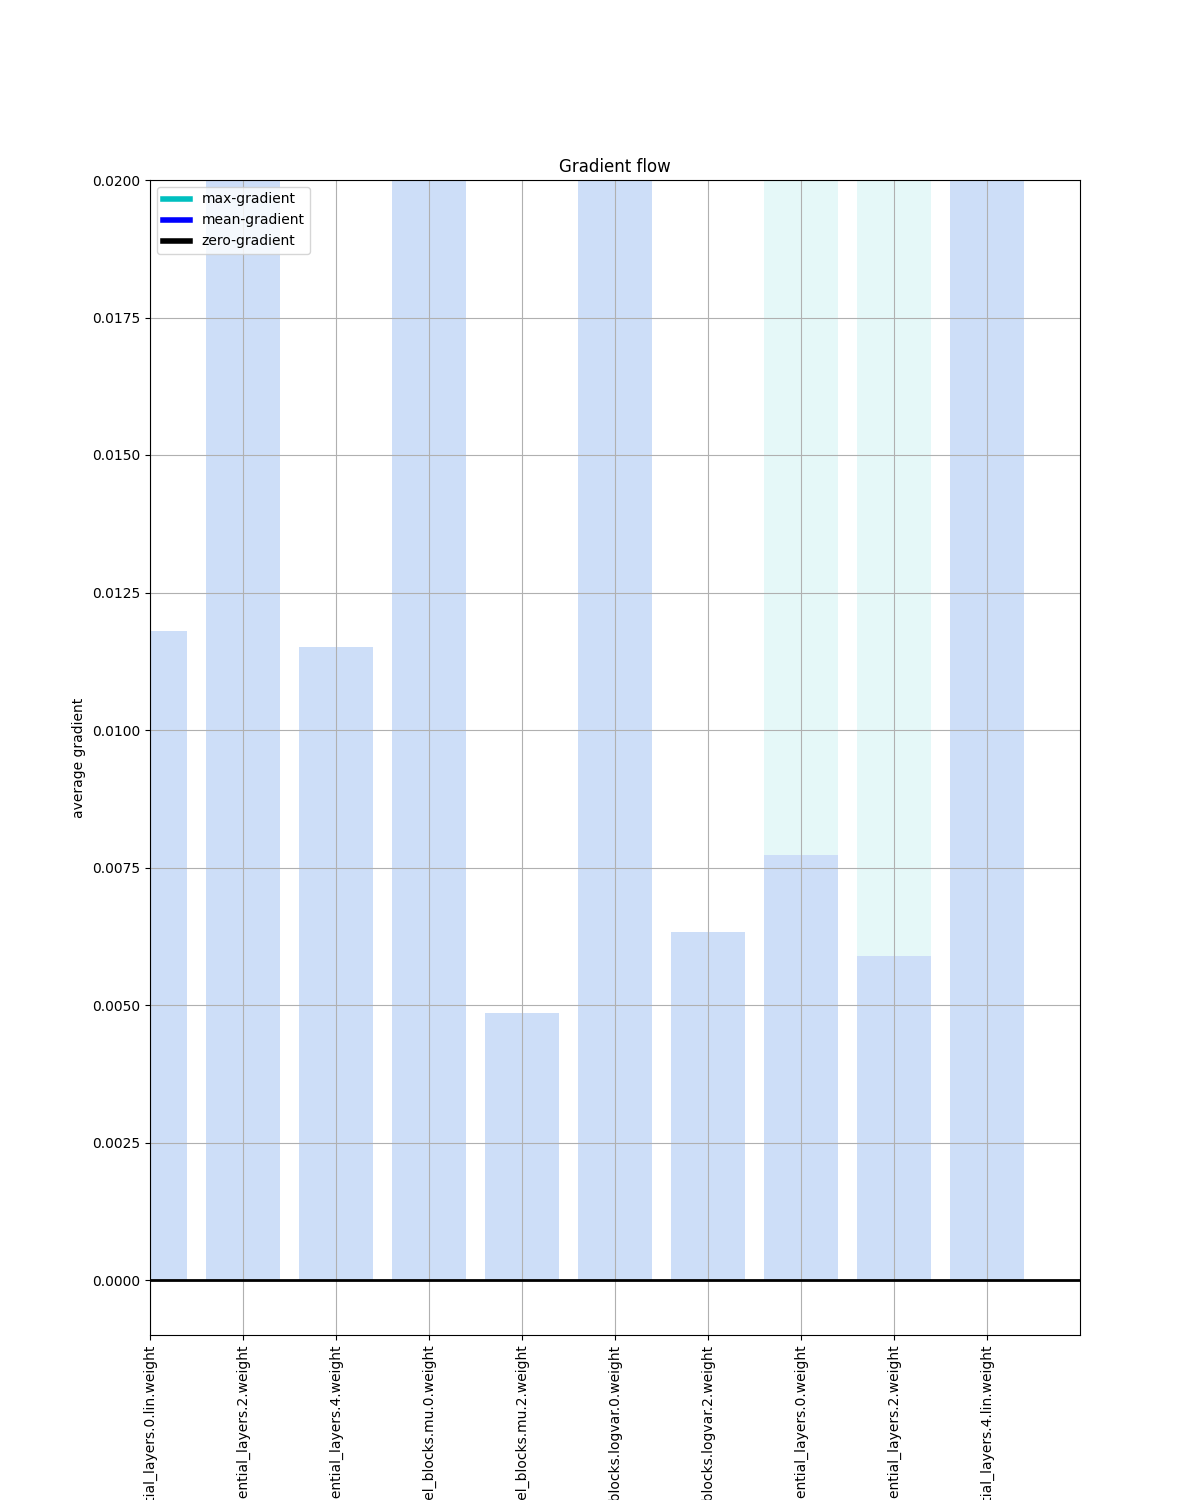 Gradient flow
max-gradient
mean-gradient
zero-gradient
0.0200
0.0175
0.0150
0.0125
0.0100
0.0075
0.0050
0.0025
0.0000
average gradient
tial_layers.0.lin.weight
ential_layers.2.weight
ential_layers.4.weight
el_blocks.mu.0.weight
el_blocks.mu.2.weight
blocks.logvar.0.weight
blocks.logvar.2.weight
ential_layers.0.weight
ential_layers.2.weight
tial_layers.4.lin.weight